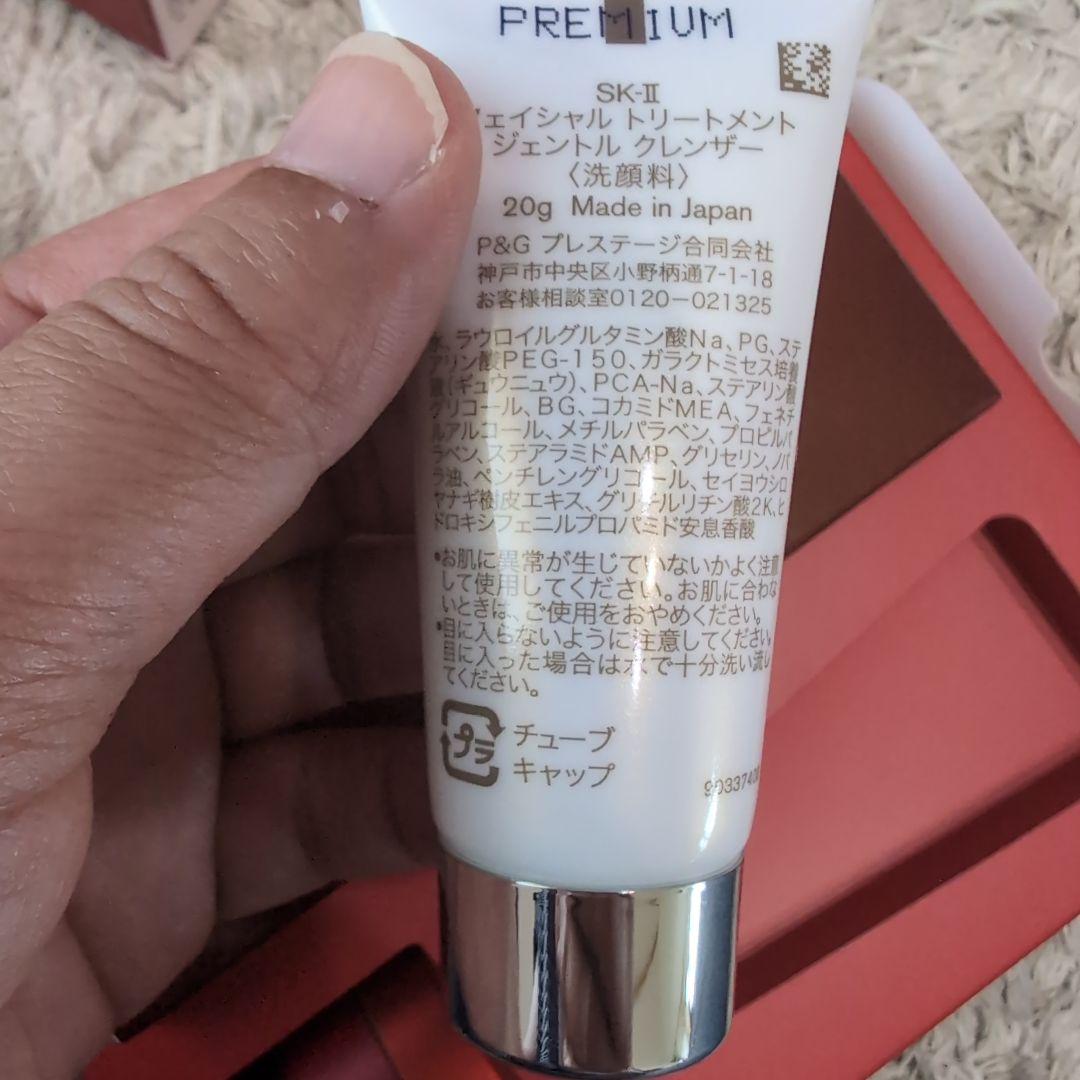 PREMIUM
SK-II
フェイシャル トリートメント
ジェントル クレンザー
〈洗顔料〉
20g Made in Japan
P&G プレステージ合同会社
神戸市中央区小野柄通7-1-18
お客様相談室0120-021325
水、ラウロイルグルタミン酸Na、PG、ステ
アリン酸PEG-150、ガラクトミセス培養
液(ギュウニュウ)、PCA-Na、ステアリン酸
グリコール、BG、コカミドMEA、フェネチ
ルアルコール、メチルパラベン、プロピルパ
ラベン、ステアラミドAMP、グリセリン、ノバ
ラ油、ペンチレングリコール、セイヨウシロ
ヤナギ樹皮エキス、グリチルリチン酸2K、ヒ
ドロキシフェニルプロパミド安息香酸
•お肌に異常が生じていないかよく注意
して使用してください。お肌に合わな
いときは、ご使用をおやめください。
•目に入らないように注意してください。
目に入った場合は水で十分洗い流し
てください。
プラ
チューブ
キャップ